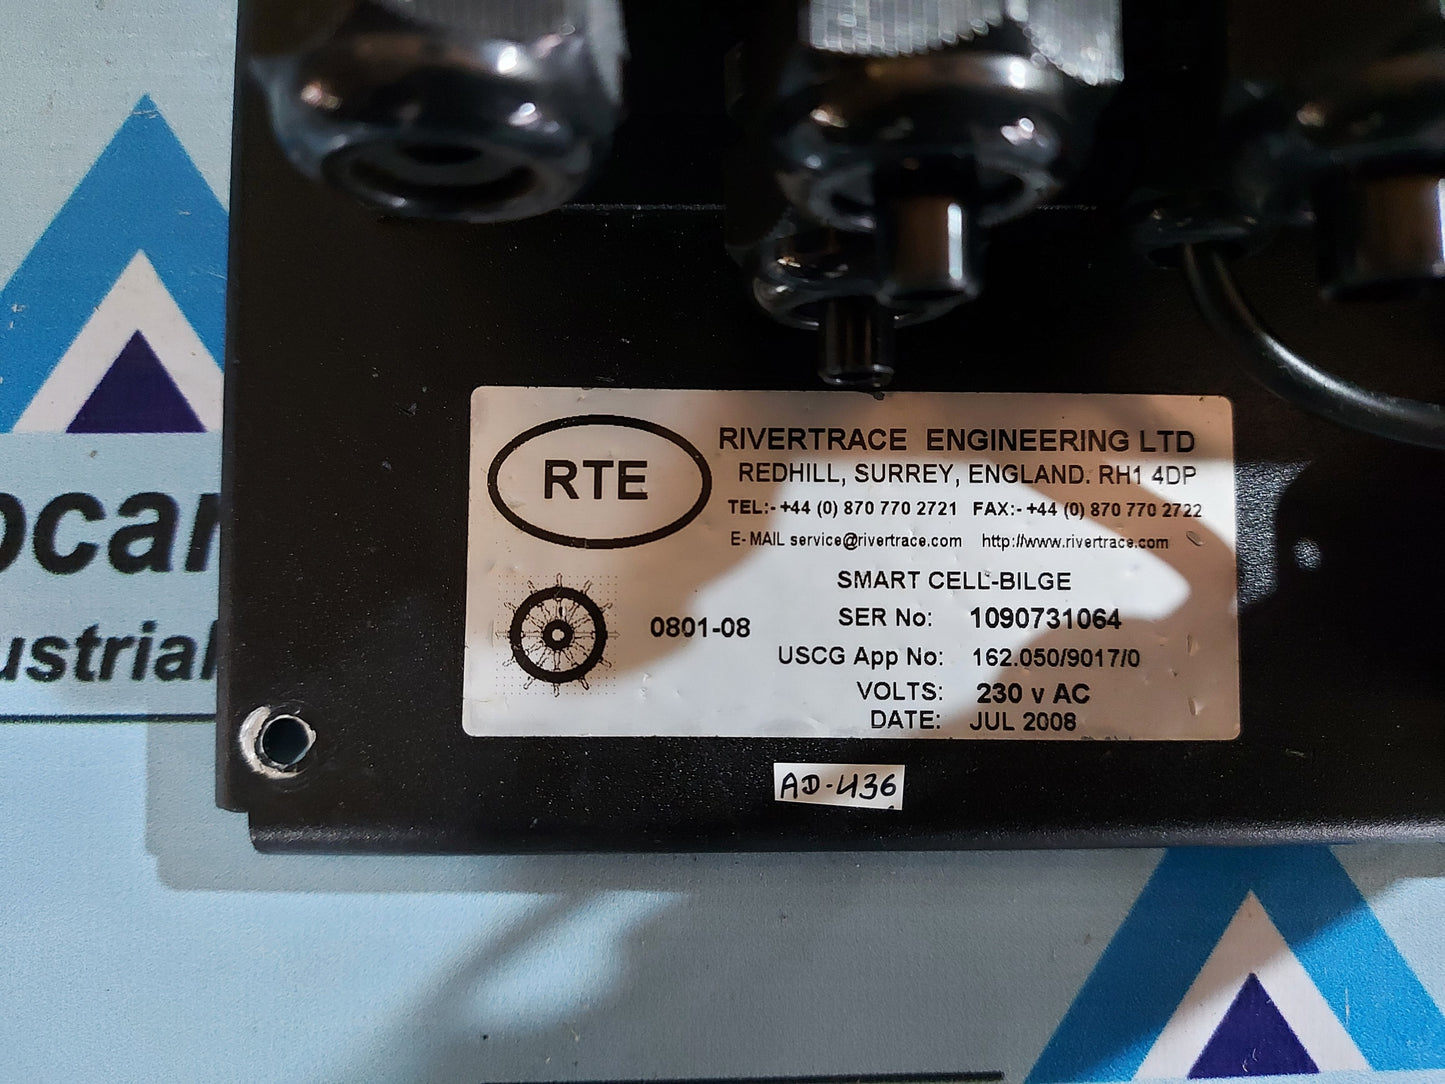 RTE
RIVERTRACE ENGINEERING LTD
REDHILL, SURREY, ENGLAND. RH1 4DP
TEL:- +44 (0) 870 770 2721 FAX:- +44 (0) 870 770 2722
E- MAIL service@rivertrace.com http://www.rivertrace.com
SMART CELL-BILGE
0801-08
SER No: 1090731064
USCG App No: 162.050/9017/0
VOLTS: 230 v AC
DATE: JUL 2008
AD-436
ocar
ustrial